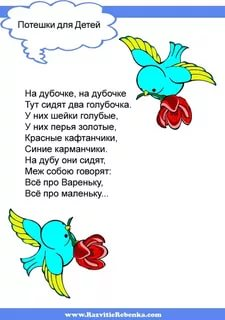 Потешки для Детей
На дубочке, на дубочке
Тут сидят два голубочка.
У них шейки голубые,
У них перья золотые,
Красные кафтанчики,
Синие карманчики.
На дубу они сидят,
Меж собою говорят:
Всё про Вареньку,
Всё про маленьку...
www.RazvitieRebenka.com